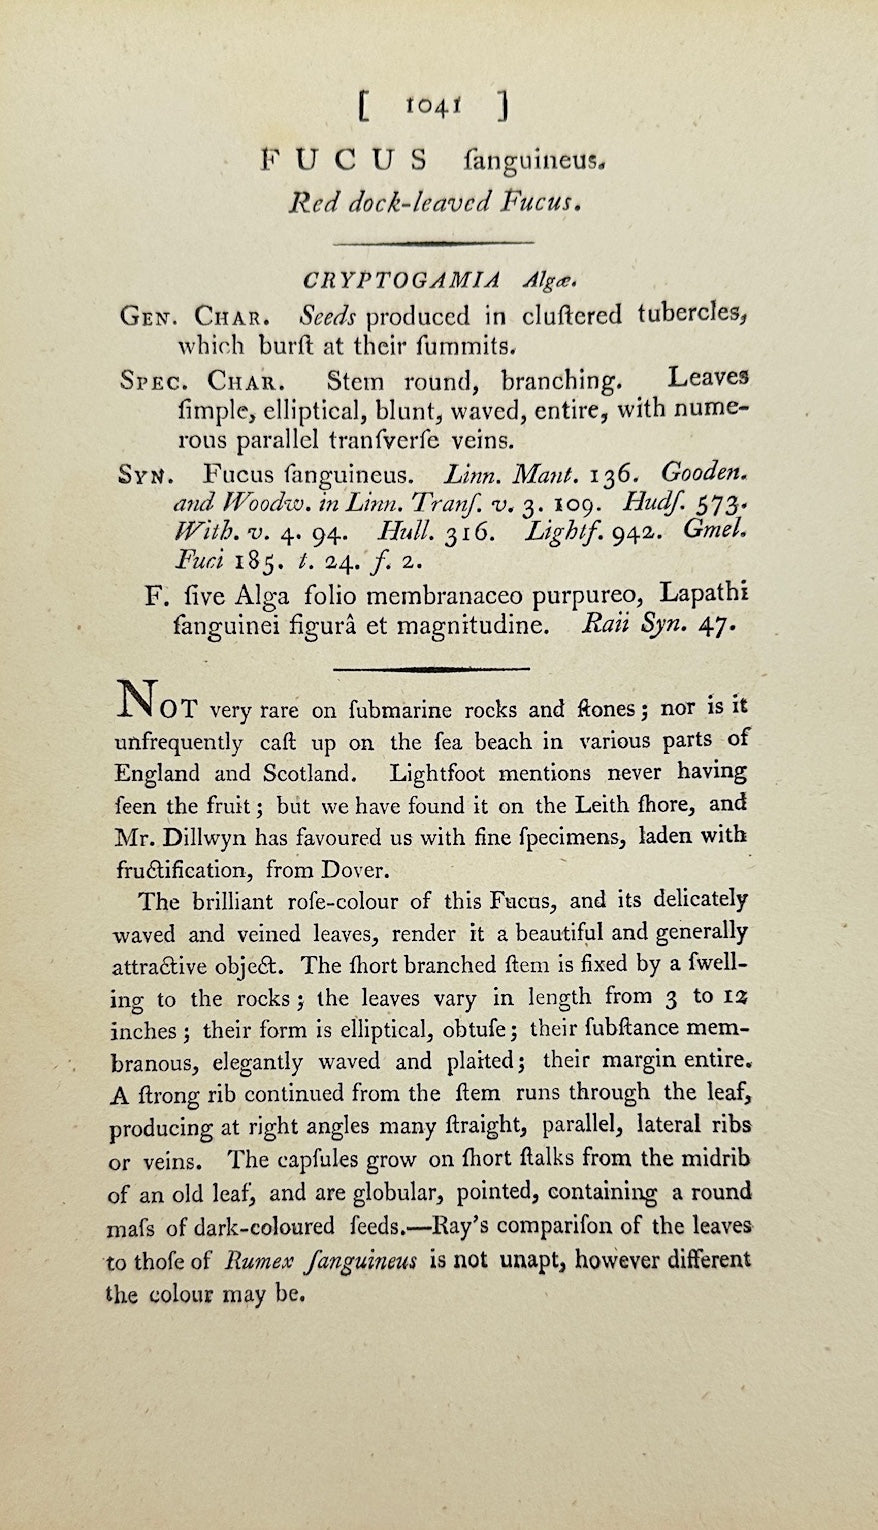 [ 1041 ]
FUCUS ſanguineus.
Red dock-leaved Fucus.
CRYPTOGAMIA Algæ.
GEN. CHAR. Seeds produced in cluſtered tubercles,
which burſt at their ſummits.
SPEC. CHAR. Stem round, branching. Leaves
ſimple, elliptical, blunt, waved, entire, with nume-
rous parallel tranſverſe veins.
SYN. Fucus ſanguineus. Linn. Mant. 136. Gooden.
and Woodw. in Linn. Tranſ. v. 3. 109. Hudſ. 573.
With. v. 4. 94. Hull. 316. Lightf. 942. Gmel.
Fuci 185. t. 24. f. 2.
F. ſive Alga folio membranaceo purpureo, Lapathi
ſanguinei figurâ et magnitudine. Raii Syn. 47.
NOT very rare on ſubmarine rocks and ſtones; nor is it
unfrequently caſt up on the ſea beach in various parts of
England and Scotland. Lightfoot mentions never having
ſeen the fruit; but we have found it on the Leith ſhore, and
Mr. Dillwyn has favoured us with fine ſpecimens, laden with
fructification, from Dover.
The brilliant roſe-colour of this Fucus, and its delicately
waved and veined leaves, render it a beautiful and generally
attractive object. The ſhort branched ſtem is fixed by a ſwell-
ing to the rocks; the leaves vary in length from 3 to 12
inches; their form is elliptical, obtuſe; their ſubſtance mem-
branous, elegantly waved and plaited; their margin entire.
A ſtrong rib continued from the ſtem runs through the leaf,
producing at right angles many ſtraight, parallel, lateral ribs
or veins. The capſules grow on ſhort ſtalks from the midrib
of an old leaf, and are globular, pointed, containing a round
maſs of dark-coloured ſeeds.—Ray's compariſon of the leaves
to thoſe of Rumex ſanguineus is not unapt, however different
the colour may be.